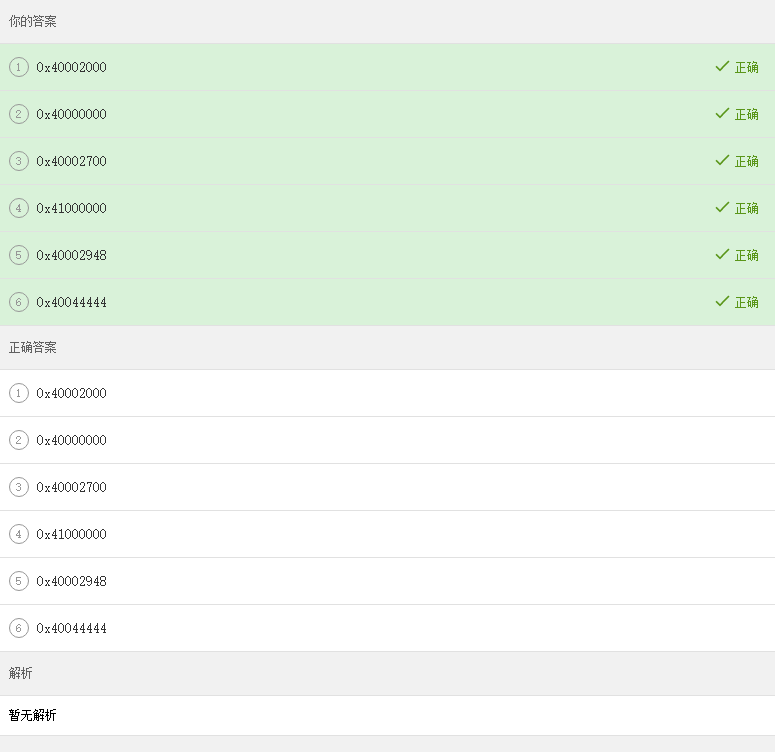 你的答案
1 0x40002000 正确
2 0x40000000 正确
3 0x40002700 正确
4 0x41000000 正确
5 0x40002948 正确
6 0x40044444 正确
正确答案
1 0x40002000
2 0x40000000
3 0x40002700
4 0x41000000
5 0x40002948
6 0x40044444
解析
暂无解析